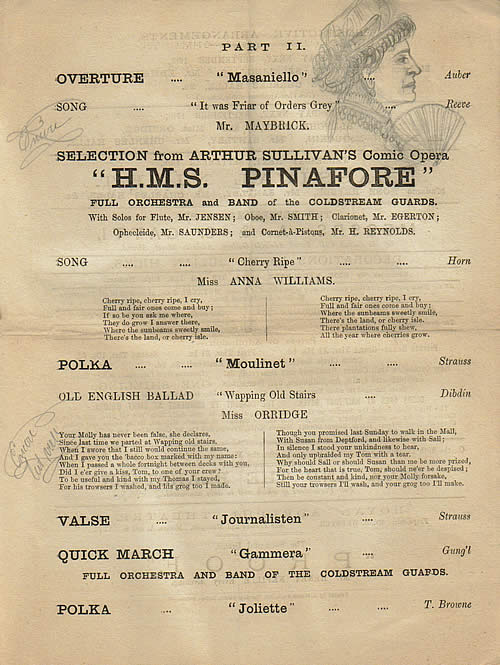 PART II.
OVERTURE .... "Masaniello" .... Auber
SONG .... "It was Friar of Orders Grey" .... Reeve
Mr. MAYBRICK.
Encore
SELECTION from ARTHUR SULLIVAN'S Comic Opera
"H.M.S. PINAFORE"
FULL ORCHESTRA and BAND of the COLDSTREAM GUARDS.
With Solos for Flute, Mr. JENSEN; Oboe, Mr. SMITH; Clarionet, Mr. EGERTON;
Ophecleide, Mr. SAUNDERS; and Cornet-à-Pistons, Mr. H. REYNOLDS.
SONG .... .... "Cherry Ripe" .... .... Horn
Miss ANNA WILLIAMS.
Cherry ripe, cherry ripe, I cry,
Full and fair ones come and buy;
If so be you ask me where,
They do grow I answer there,
Where the sunbeams sweetly smile,
There's the land, or cherry isle.
Cherry ripe, cherry ripe, I cry,
Full and fair ones come and buy;
Where the sunbeams sweetly smile,
There's the land, or cherry isle.
There plantations fully shew,
All the year where cherries grow.
POLKA .... .... "Moulinet" .... .... Strauss
OLD ENGLISH BALLAD "Wapping Old Stairs .... Dibdin
Miss ORRIDGE
Encore
Your Molly has never been false, she declares,
Since last time we parted at Wapping old stairs,
When I swore that I still would continue the same,
And I gave you the 'bacco box marked with my name:
When I passed a whole fortnight between decks with you,
Did I e'er give a kiss, Tom, to one of your crew?
To be useful and kind with my Thomas I stayed,
For his trowsers I washed, and his grog too I made.
Though you promised last Sunday to walk in the Mall,
With Susan from Deptford, and likewise with Sall;
In silence I stood your unkindness to hear,
And only upbraided my Tom with a tear.
Why should Sall or should Susan than me be more prized,
For the heart that is true, Tom, should ne'er be despised;
Then be constant and kind, nor your Molly forsake,
Still your trowsers I'll wash, and your grog too I'll make.
VALSE .... "Journalisten" .... Strauss
QUICK MARCH "Gammera" .... Gung'l
FULL ORCHESTRA AND BAND OF THE COLDSTREAM GUARDS.
POLKA .... "Joliette" .... T. Browne